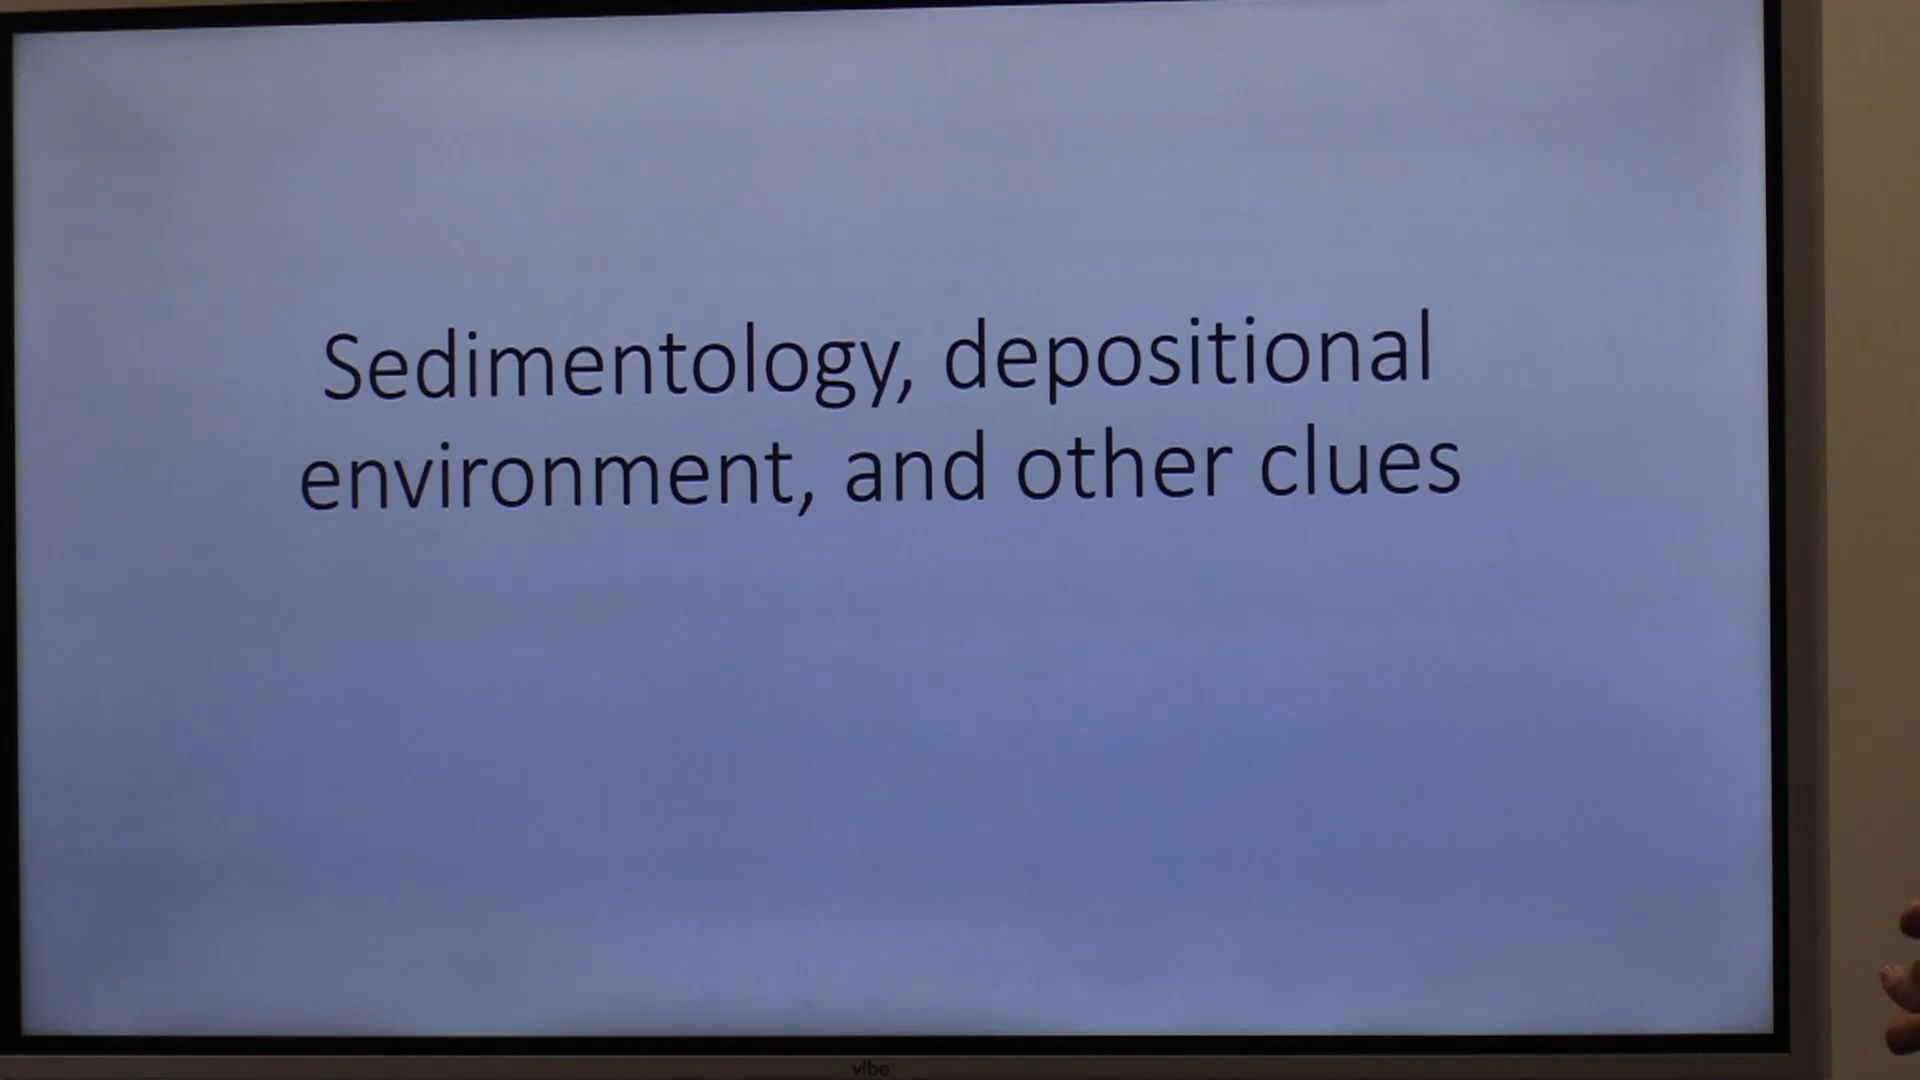 Sedimentology, depositional
environment, and other clues
vibe